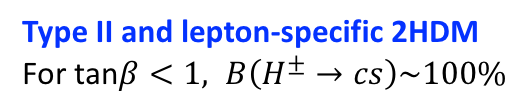 Type II and lepton-specific 2HDM
For tanβ < 1, B(H± → cs)~100%